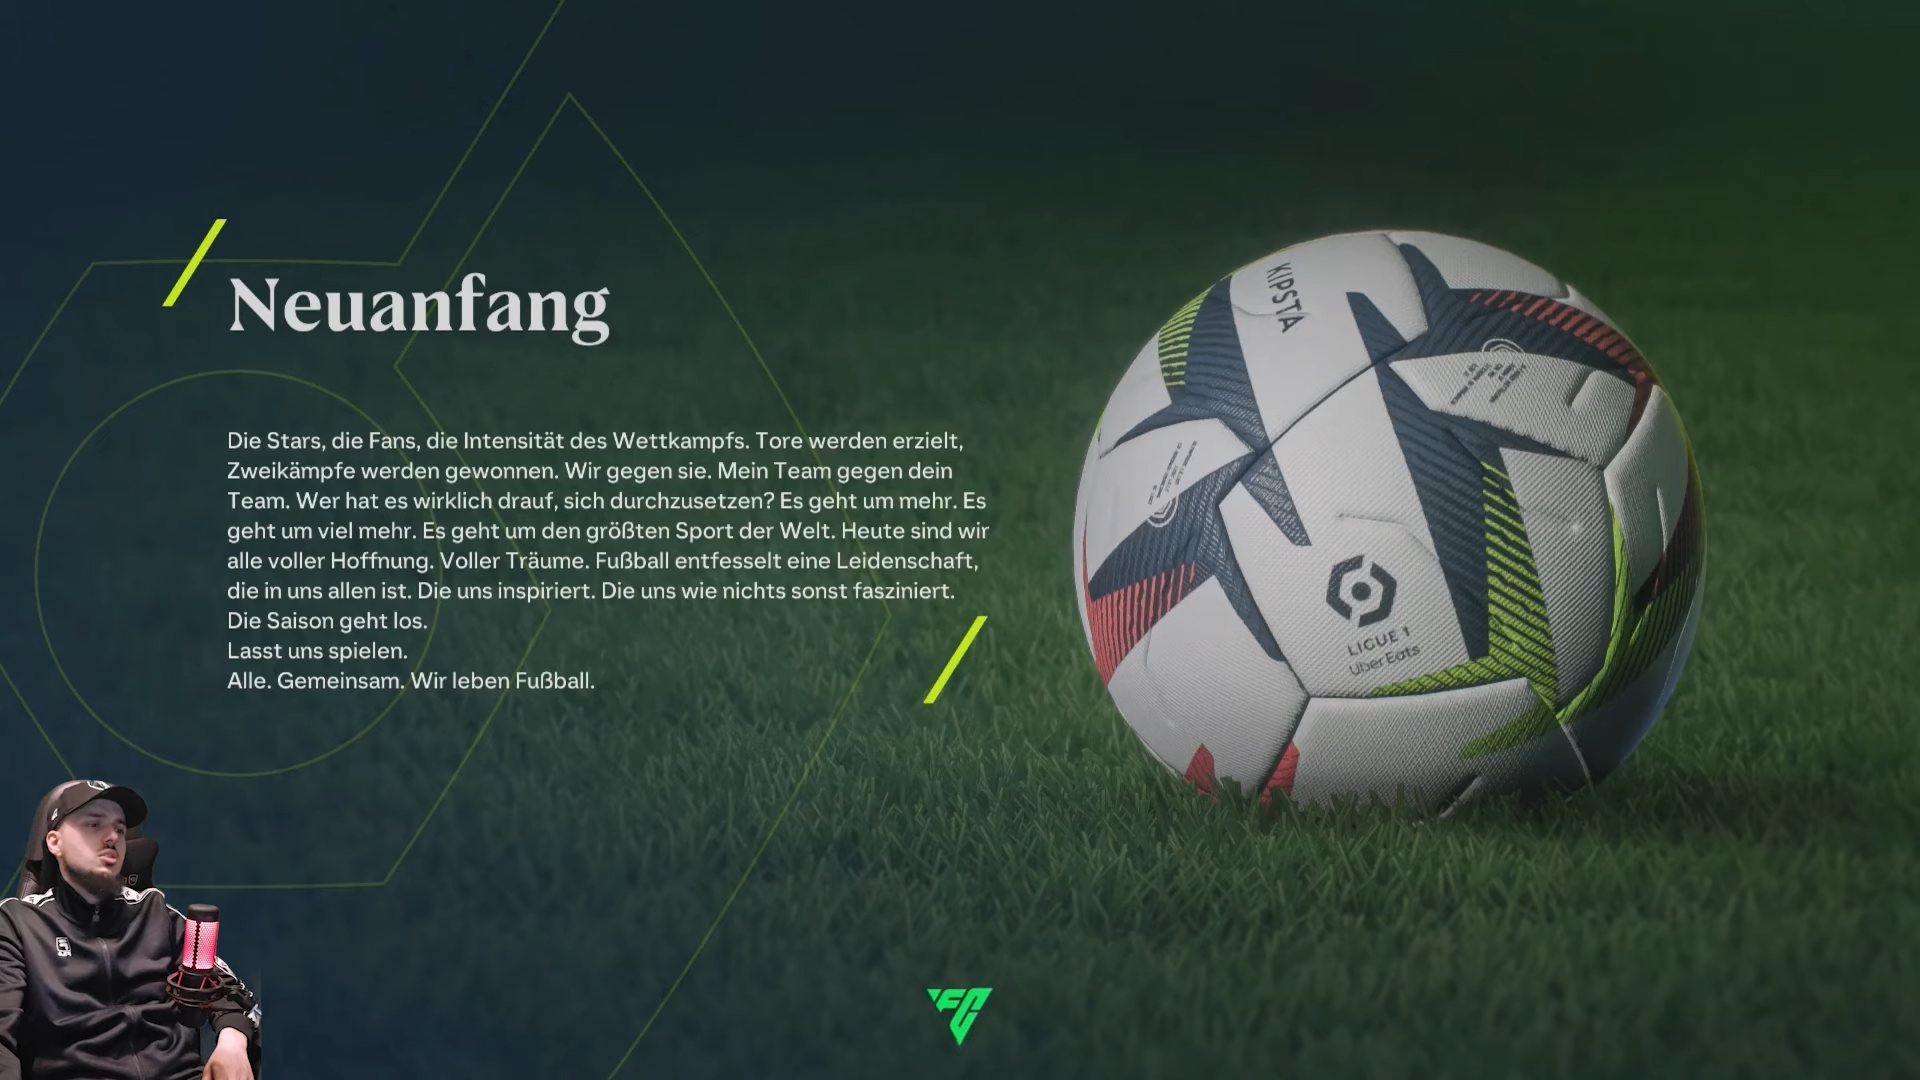 Neuanfang
Die Stars, die Fans, die Intensität des Wettkampfs. Tore werden erzielt,
Zweikämpfe werden gewonnen. Wir gegen sie. Mein Team gegen dein
Team. Wer hat es wirklich drauf, sich durchzusetzen? Es geht um mehr. Es
geht um viel mehr. Es geht um den größten Sport der Welt. Heute sind wir
alle voller Hoffnung. Voller Träume. Fußball entfesselt eine Leidenschaft,
die in uns allen ist. Die uns inspiriert. Die uns wie nichts sonst fasziniert.
Die Saison geht los.
Lasst uns spielen.
Alle. Gemeinsam. Wir leben Fußball.
KIPSTA
LIGUE 1
Uber Eats
FC